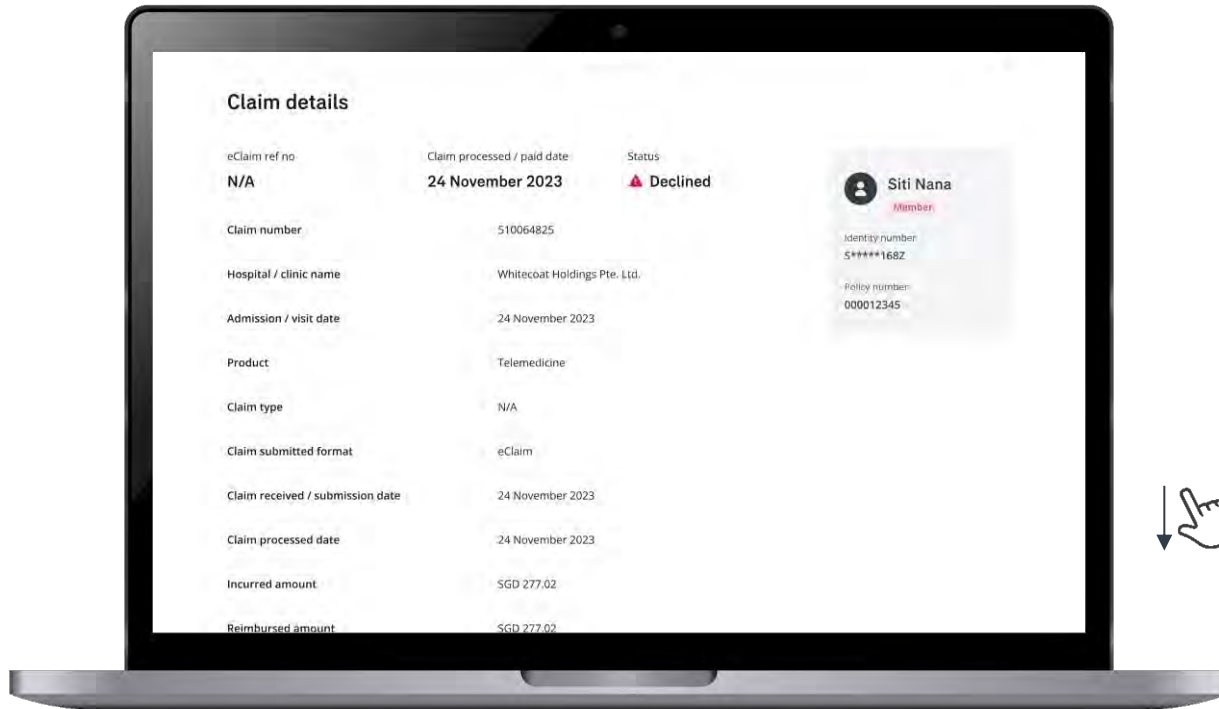 Claim details
eClaim ref no
Claim processed / paid date
Status
N/A
24 November 2023
Declined
Siti Nana
Member
Identity number
S*****168Z
Policy number
000012345
Claim number
510064825
Hospital / clinic name
Whitecoat Holdings Pte. Ltd.
Admission / visit date
24 November 2023
Product
Telemedicine
Claim type
N/A
Claim submitted format
eClaim
Claim received / submission date
24 November 2023
Claim processed date
24 November 2023
Incurred amount
SGD 277.02
Reimbursed amount
SGD 277.02